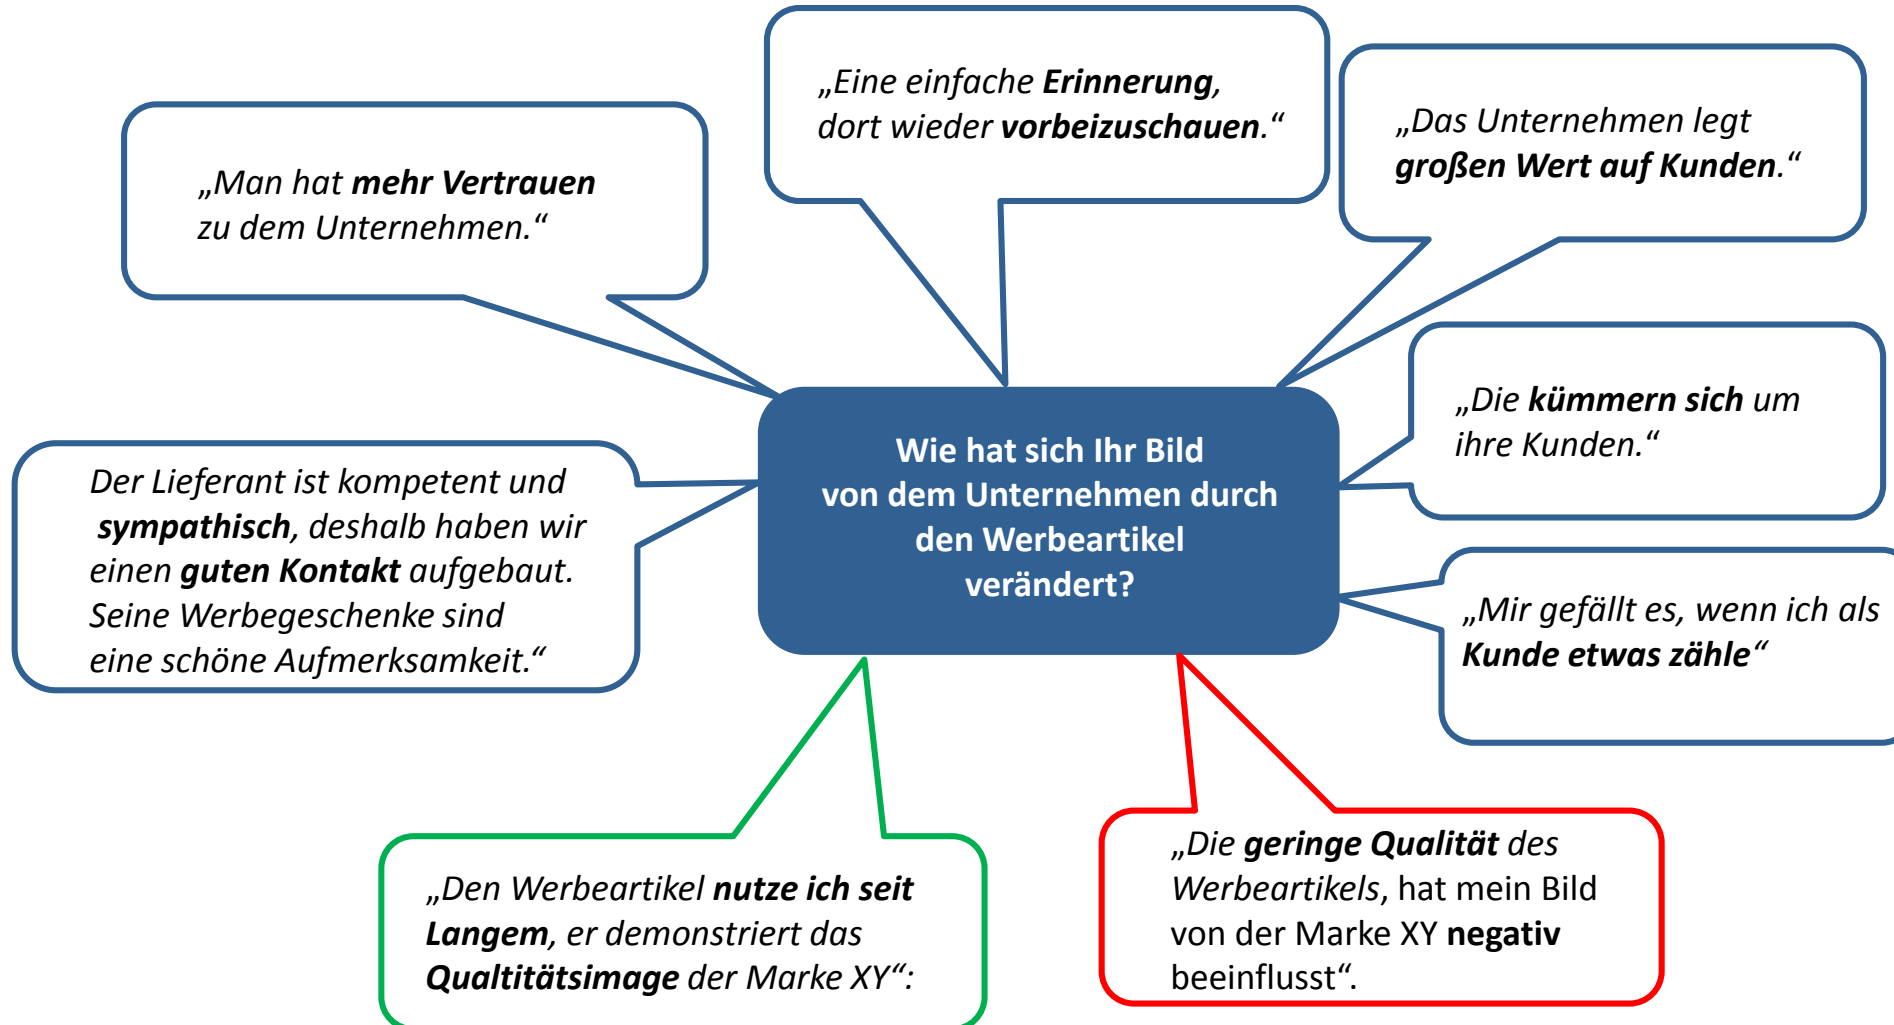 „Eine einfache Erinnerung,
dort wieder vorbeizuschauen.“
„Das Unternehmen legt
großen Wert auf Kunden.“
„Man hat mehr Vertrauen
zu dem Unternehmen.“
„Die kümmern sich um
ihre Kunden.“
Wie hat sich Ihr Bild
von dem Unternehmen durch
den Werbeartikel
verändert?
Der Lieferant ist kompetent und
sympathisch, deshalb haben wir
einen guten Kontakt aufgebaut.
Seine Werbegeschenke sind
eine schöne Aufmerksamkeit.“
„Mir gefällt es, wenn ich als
Kunde etwas zähle“
„Den Werbeartikel nutze ich seit
Langem, er demonstriert das
Qualtitätsimage der Marke XY“:
„Die geringe Qualität des
Werbeartikels, hat mein Bild
von der Marke XY negativ
beeinflusst“.